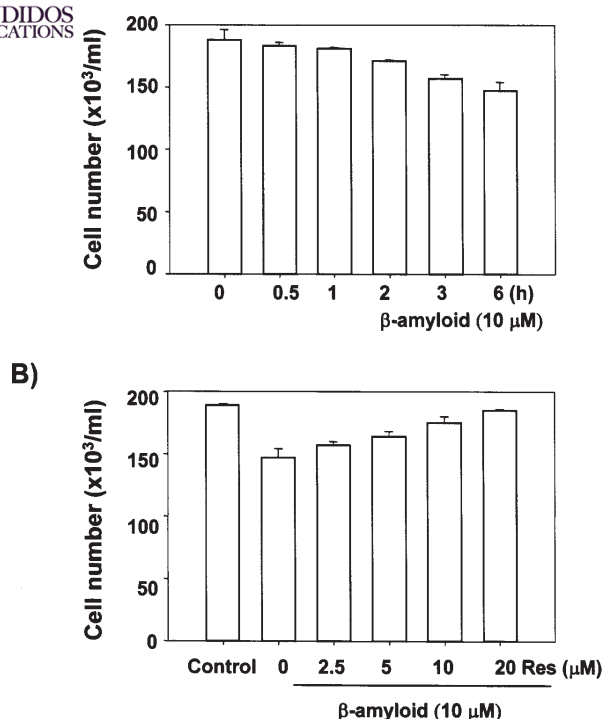 DIDOS
CATIONS
Cell number (x10³/ml)
200
150
100
50
0
0 0.5 1 2 3 6 (h)
β-amyloid (10 μM)
B)
Cell number (x10³/ml)
200
150
100
50
0
Control 0 2.5 5 10 20 Res (μM)
β-amyloid (10 μM)